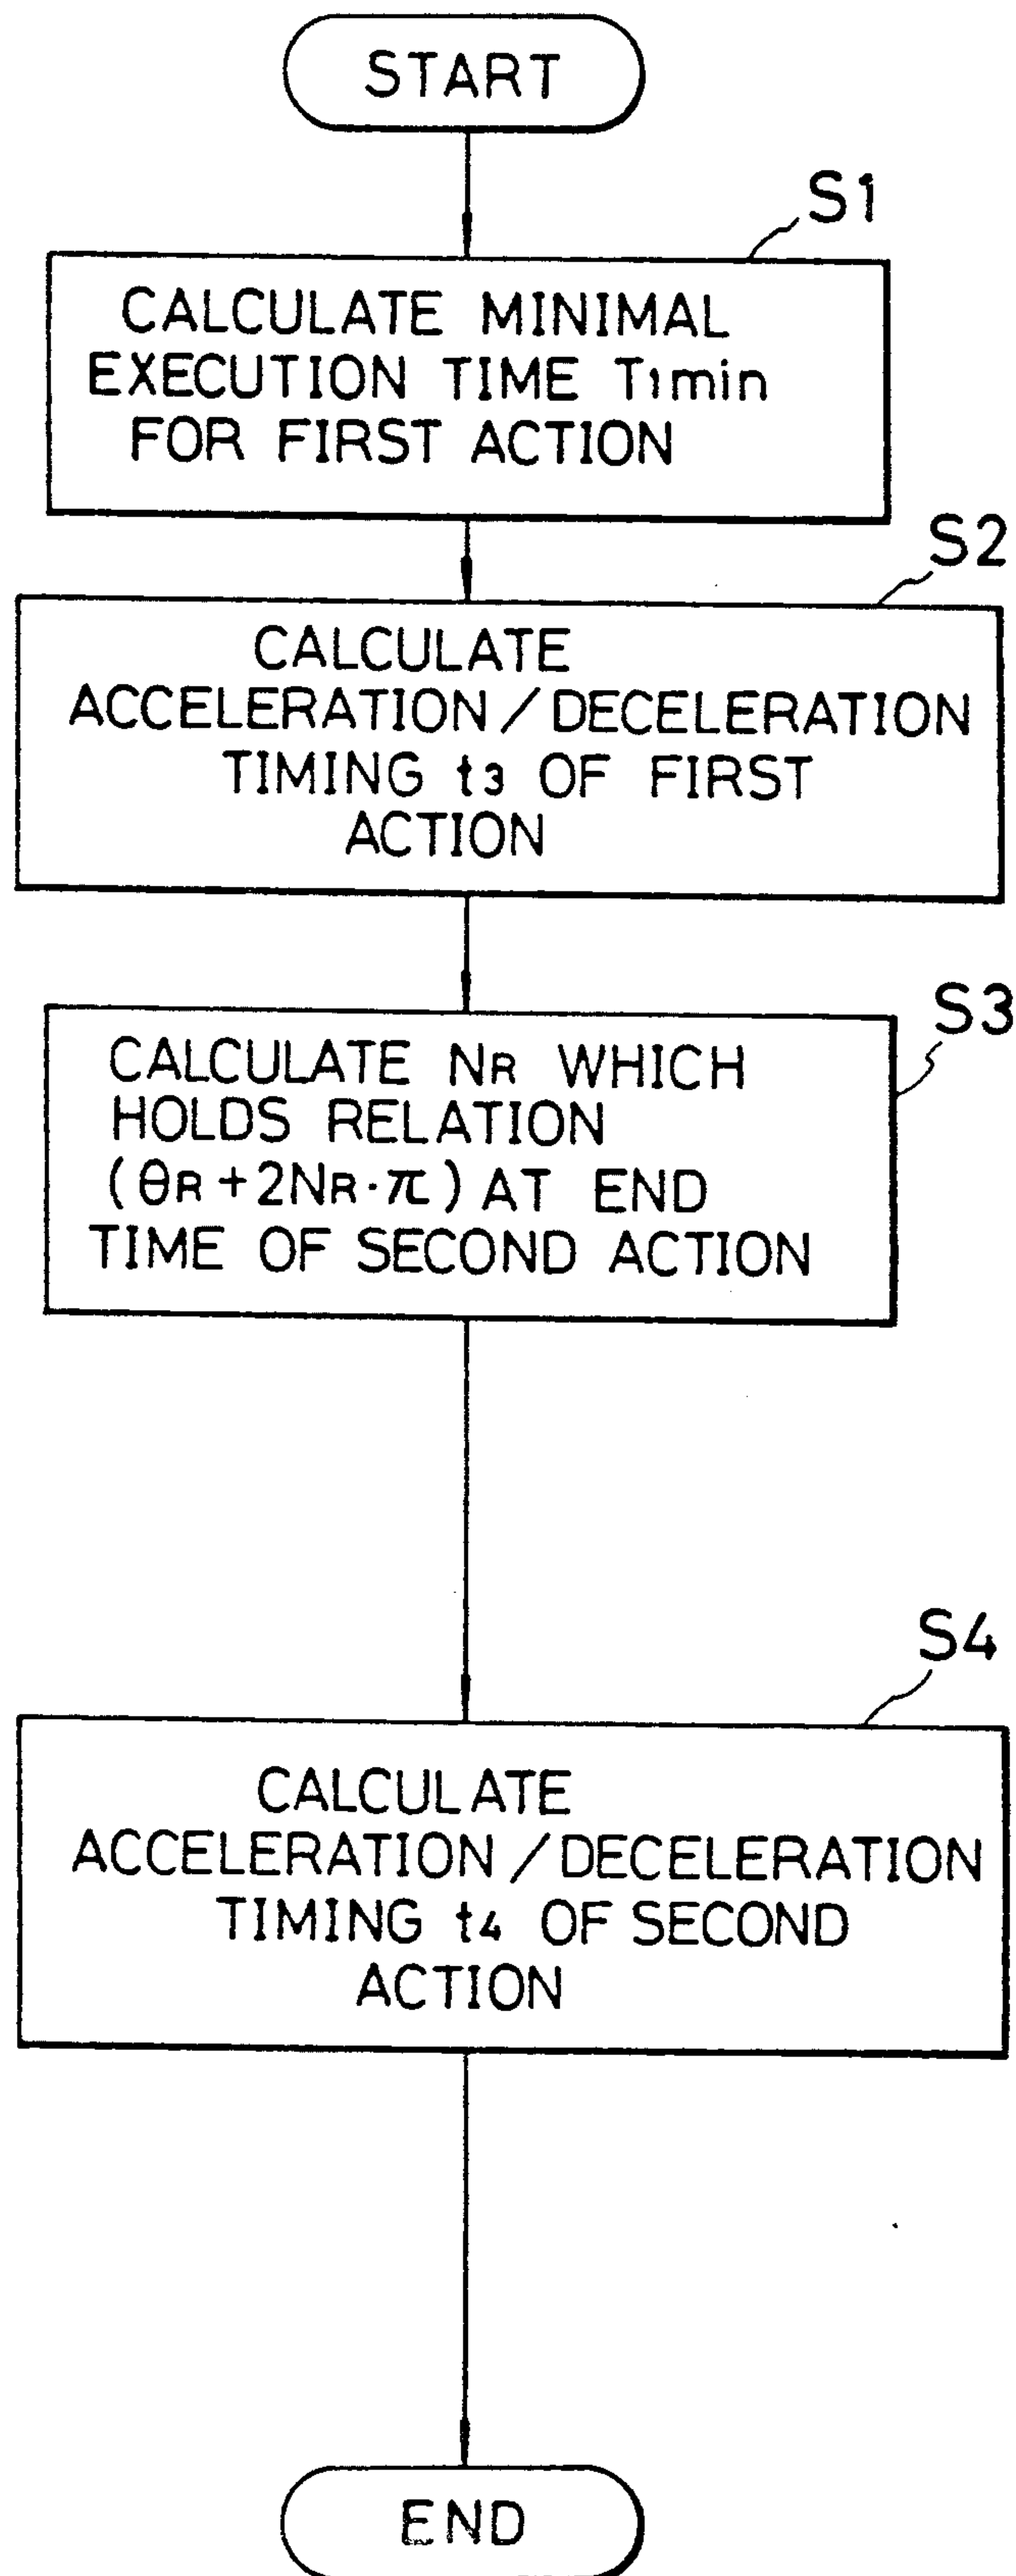 START
S1
CALCULATE MINIMAL
EXECUTION TIME T1min
FOR FIRST ACTION
S2
CALCULATE
ACCELERATION/DECELERATION
TIMING t3 OF FIRST
ACTION
S3
CALCULATE NR WHICH
HOLDS RELATION
(θR+2NR·π) AT END
TIME OF SECOND ACTION
S4
CALCULATE
ACCELERATION/DECELERATION
TIMING t4 OF SECOND
ACTION
END